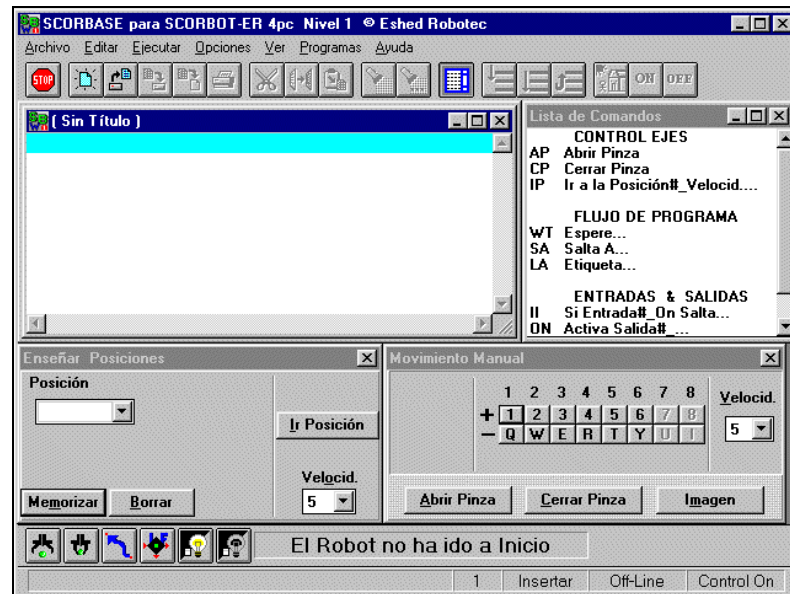 SCORBASE para SCORBOT-ER 4pc Nivel 1 © Eshed Robotec
Archivo Editar Ejecutar Opciones Ver Programas Ayuda
STOP
ON OFF
( Sin Título )
Lista de Comandos
CONTROL EJES
AP Abrir Pinza
CP Cerrar Pinza
IP Ir a la Posición#_Velocid....
FLUJO DE PROGRAMA
WT Espere...
SA Salta A...
LA Etiqueta...
ENTRADAS & SALIDAS
II Si Entrada#_On Salta...
ON Activa Salida#_...
Enseñar Posiciones
Posición
Ir Posición
Velocid.
5
Memorizar Borrar
Movimiento Manual
1 2 3 4 5 6 7 8
+ 1 2 3 4 5 6 7 8
- Q W E R T Y U I
Velocid.
5
Abrir Pinza Cerrar Pinza Imagen
El Robot no ha ido a Inicio
1 Insertar Off-Line Control On